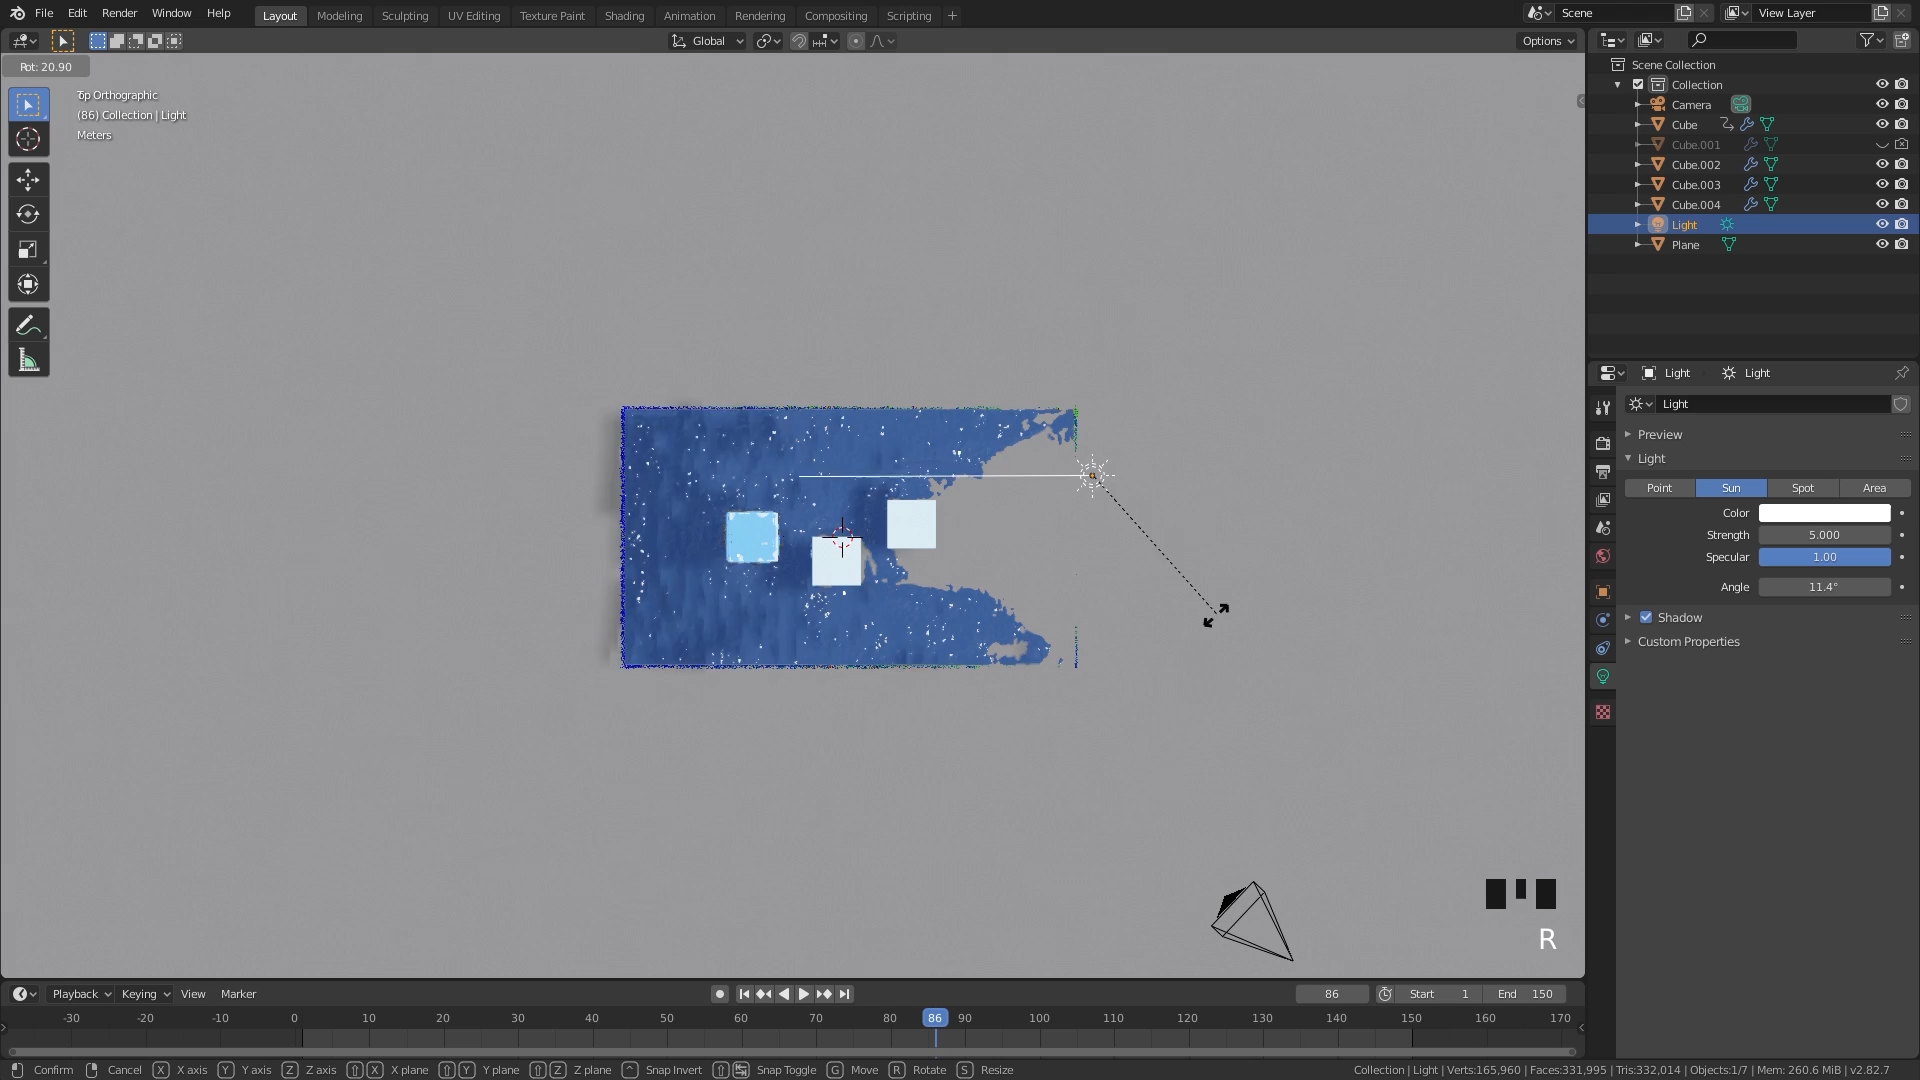 File Edit Render Window Help Layout Modeling Sculpting UV Editing Texture Paint Shading Animation Rendering Compositing Scripting + Scene View Layer
Global Options
Rot: 20.90
Top Orthographic
(86) Collection | Light
Meters
Scene Collection
Collection
Camera
Cube
Cube.001
Cube.002
Cube.003
Cube.004
Light
Plane
Light Light
Light
Preview
Light
Point Sun Spot Area
Color
Strength 5.000
Specular 1.00
Angle 11.4°
Shadow
Custom Properties
R
Playback Keying View Marker 86 Start 1 End 150
-30 -20 -10 0 10 20 30 40 50 60 70 80 86 90 100 110 120 130 140 150 160 170
Confirm Cancel X X axis Y Y axis Z Z axis X X plane Y Y plane Z Z plane ^ Snap Invert Snap Toggle G Move R Rotate S Resize Collection | Light | Verts:165,960 | Faces:331,995 | Tris:332,014 | Objects:1/7 | Mem: 260.6 MiB | v2.82.7